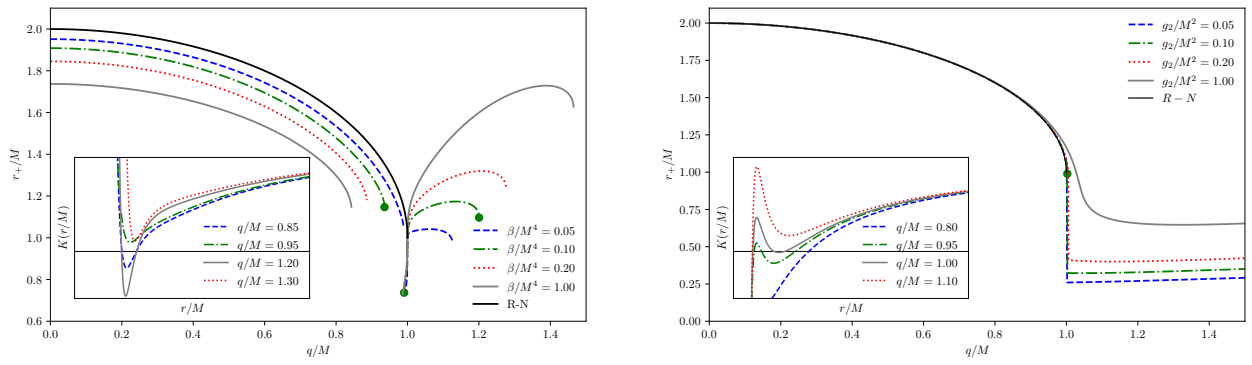 2.0
1.8
1.6
1.4
1.2
1.0
0.8
0.6
r₊/M
0.0 0.2 0.4 0.6 0.8 1.0 1.2 1.4
q/M
K(r/M)
r/M
q/M = 0.85
q/M = 0.95
q/M = 1.20
q/M = 1.30
β/M⁴ = 0.05
β/M⁴ = 0.10
β/M⁴ = 0.20
β/M⁴ = 1.00
R-N
2.00
1.75
1.50
1.25
1.00
0.75
0.50
0.25
0.00
r₊/M
0.0 0.2 0.4 0.6 0.8 1.0 1.2 1.4
q/M
K(r/M)
r/M
q/M = 0.80
q/M = 0.95
q/M = 1.00
q/M = 1.10
g₂/M² = 0.05
g₂/M² = 0.10
g₂/M² = 0.20
g₂/M² = 1.00
R − N